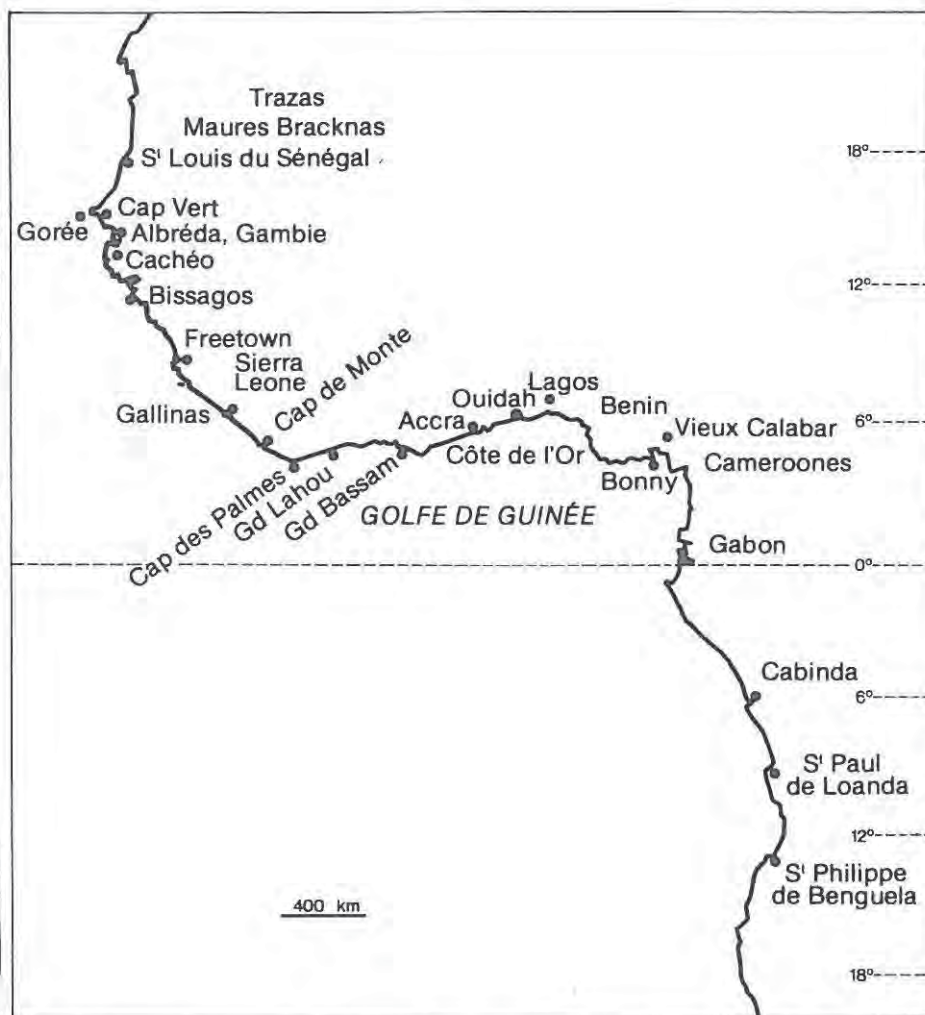 Trazas
Maures Bracknas
Sᵗ Louis du Sénégal
18°
Cap Vert
Gorée
Albréda, Gambie
Cachéo
Bissagos
12°
Freetown
Sierra
Leone
Cap de Monte
Gallinas
Lagos
Ouidah
Benin
Accra
6°
Vieux Calabar
Côte de l'Or
Cameroones
Bonny
Cap des Palmes
Gd Lahou
Gd Bassam
GOLFE DE GUINÉE
Gabon
0°
Cabinda
6°
Sᵗ Paul
de Loanda
12°
Sᵗ Philippe
de Benguela
400 km
18°